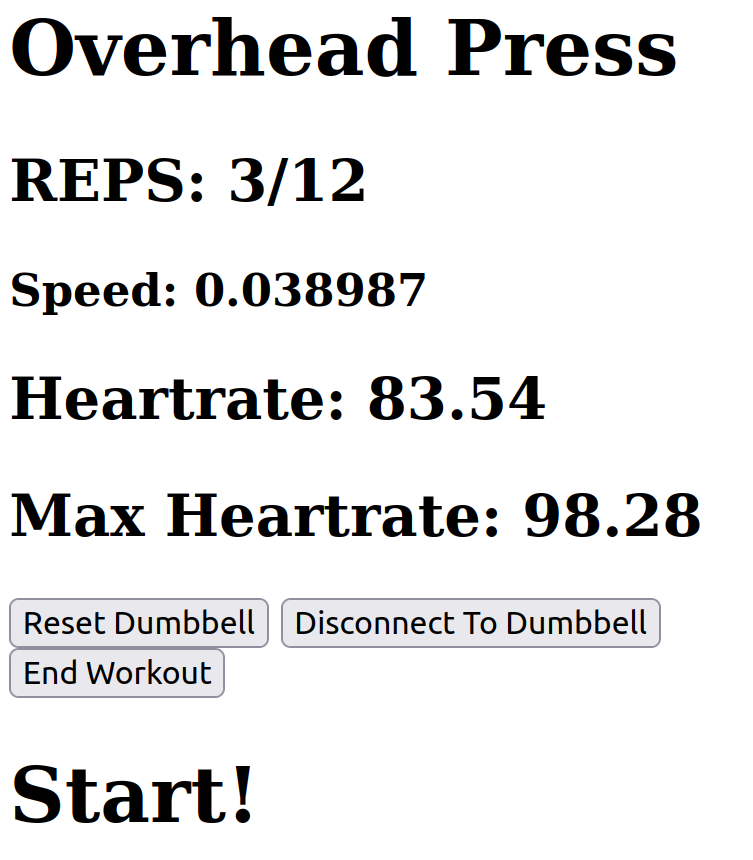 Overhead Press
REPS: 3/12
Speed: 0.038987
Heartrate: 83.54
Max Heartrate: 98.28
Reset Dumbbell Disconnect To Dumbbell
End Workout
Start!